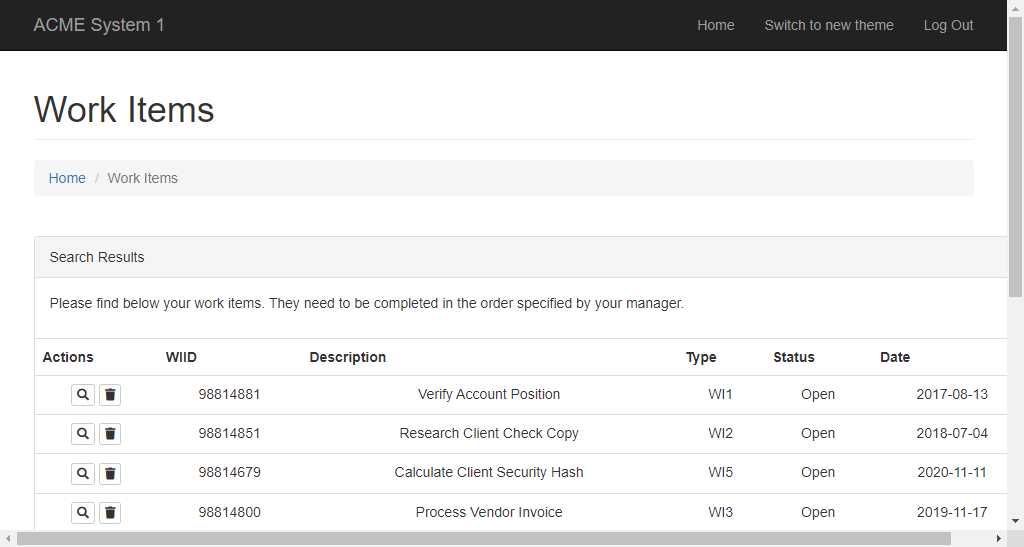 ACME System 1 Home Switch to new theme Log Out
Work Items
Home / Work Items
Search Results
Please find below your work items. They need to be completed in the order specified by your manager.
Actions WIID Description Type Status Date
98814881 Verify Account Position WI1 Open 2017-08-13
98814851 Research Client Check Copy WI2 Open 2018-07-04
98814679 Calculate Client Security Hash WI5 Open 2020-11-11
98814800 Process Vendor Invoice WI3 Open 2019-11-17